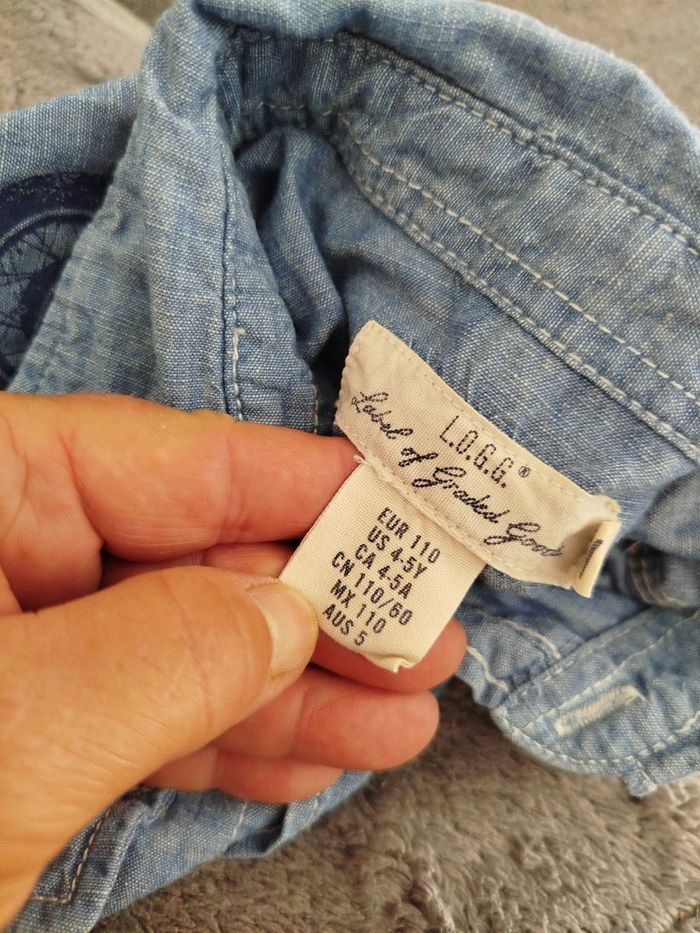 L.O.G.G.®
Label of Graded Goods
EUR 110
US 4-5Y
CA 4-5A
CN 110/60
MX 110
AUS 5